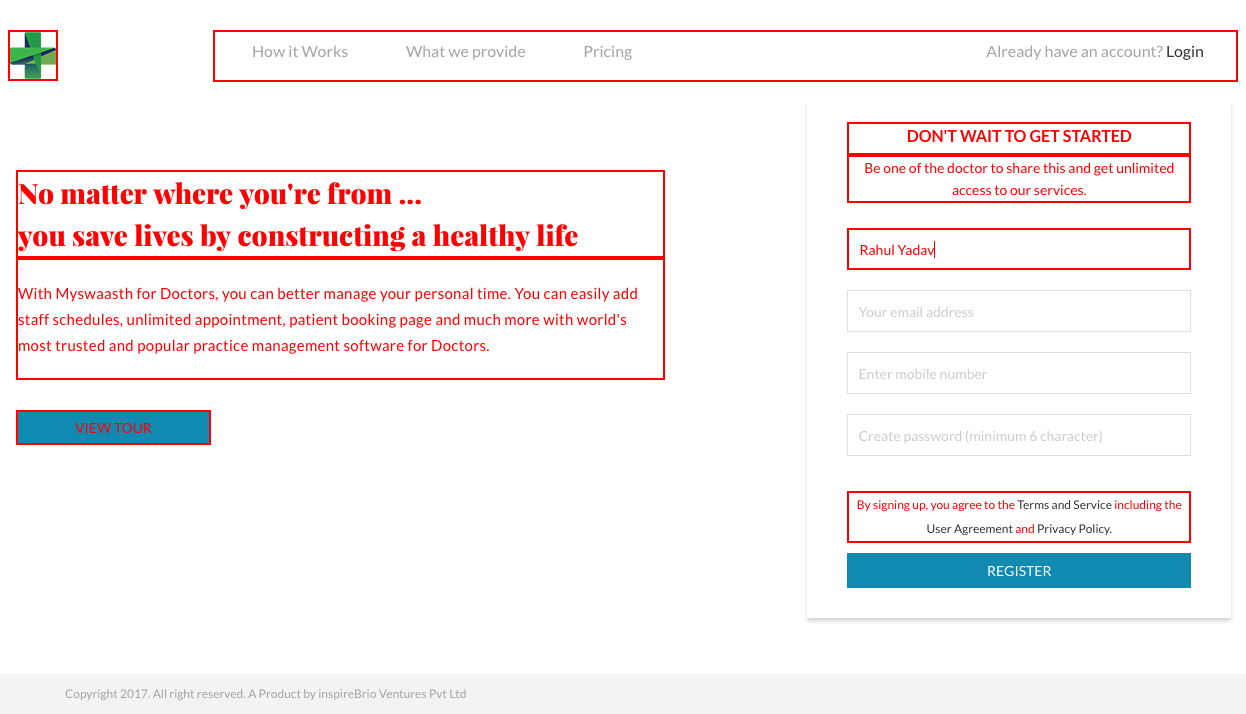 How it Works What we provide Pricing Already have an account? Login
No matter where you're from ...
you save lives by constructing a healthy life
With Myswaasth for Doctors, you can better manage your personal time. You can easily add
staff schedules, unlimited appointment, patient booking page and much more with world's
most trusted and popular practice management software for Doctors.
VIEW TOUR
DON'T WAIT TO GET STARTED
Be one of the doctor to share this and get unlimited
access to our services.
Rahul Yadav
Your email address
Enter mobile number
Create password (minimum 6 character)
By signing up, you agree to the Terms and Service including the
User Agreement and Privacy Policy.
REGISTER
Copyright 2017. All right reserved. A Product by inspireBrio Ventures Pvt Ltd